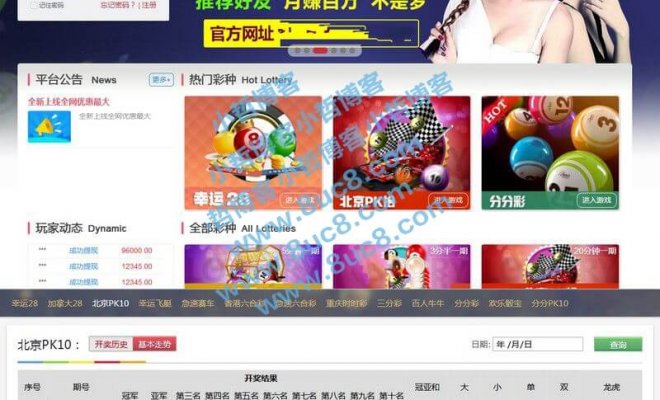 记住密码 忘记密码？ | 注册
推荐好友 "月赚百万"不是梦
官方网址
平台公告 News 更多+
全新上线全网优惠最大
全新上线全网优惠最大
热门彩种 Hot Lottery
HOT
幸运28 进入游戏
北京PK拾 进入游戏
分分彩 进入游戏
玩家动态 Dynamic
*** 成功提现 96000.00
*** 成功提现 12345.00
*** 成功提现 12345.00
全部彩种 All Lotteries
3分半一期
20分钟一期
小哲博客
www.8uc8.com
幸运28 加拿大28 北京PK10 幸运飞艇 急速赛车 香港六合彩 急速六合彩 重庆时时彩 三分彩 百人牛牛 分分彩 欢乐骰宝 分分PK10
北京PK10： 开奖历史 基本走势 日期: 年 /月/日 查询
序号 期号 开奖结果 冠亚和 大 小 单 双 龙虎
冠军 亚军 第三名 第四名 第五名 第六名 第七名 第八名 第九名 第十名